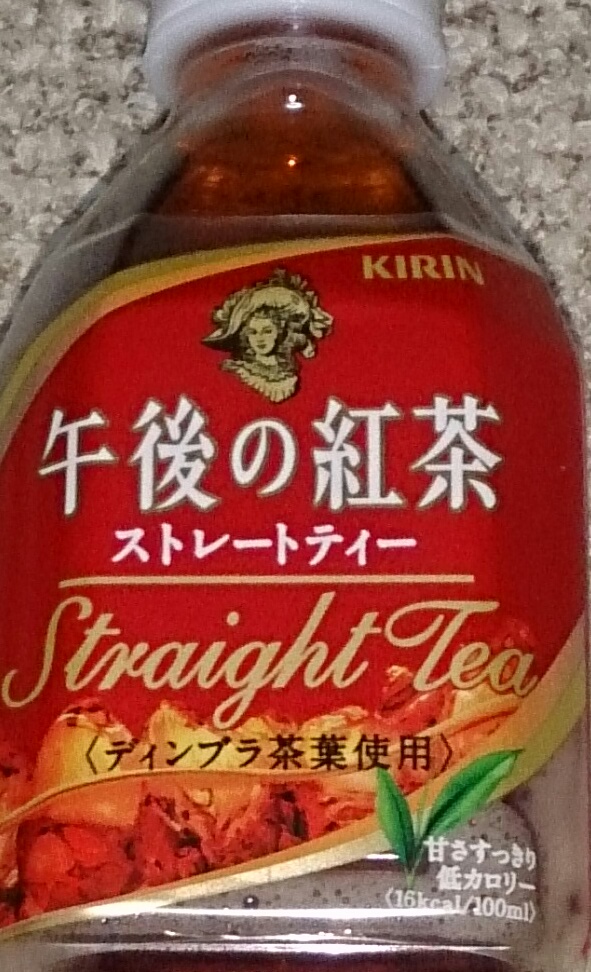 KIRIN
午後の紅茶
ストレートティー
Straight Tea
〈ディンブラ茶葉使用〉
甘さすっきり
低カロリー
〈16kcal/100ml〉